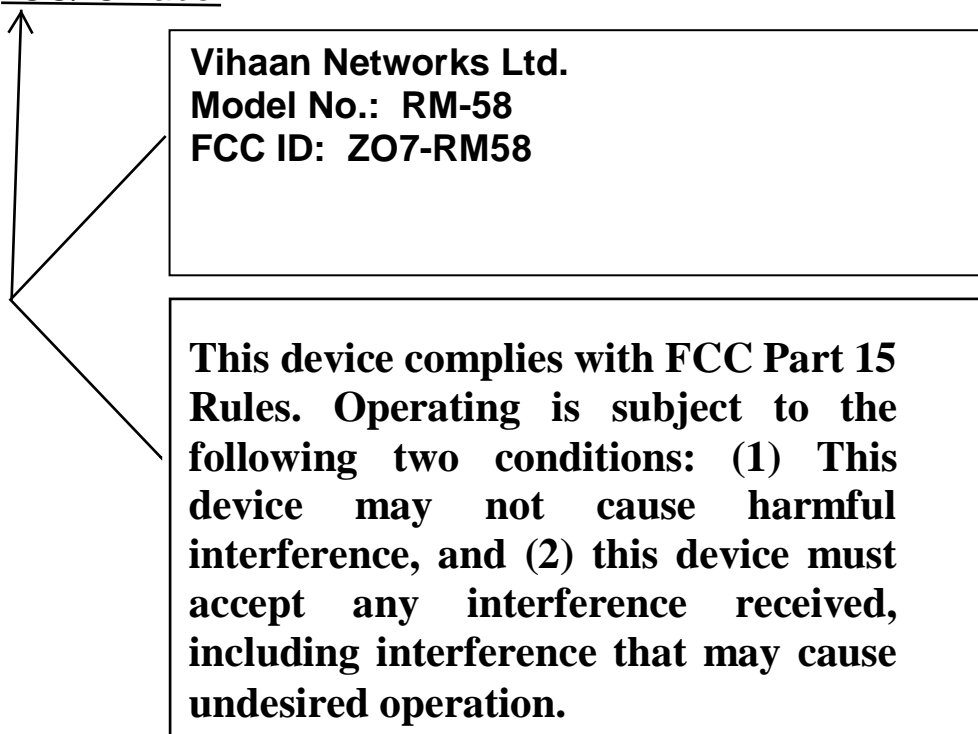 Vihaan Networks Ltd.
Model No.: RM-58
FCC ID: ZO7-RM58
This device complies with FCC Part 15
Rules. Operating is subject to the
following two conditions: (1) This
device may not cause harmful
interference, and (2) this device must
accept any interference received,
including interference that may cause
undesired operation.